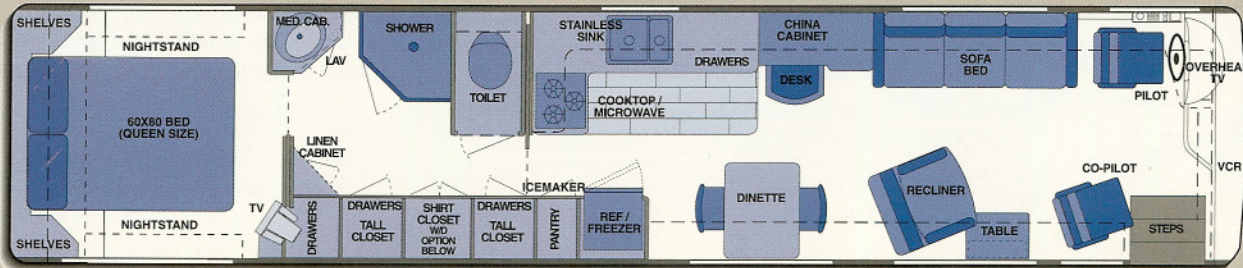 SHELVES
NIGHTSTAND
60X80 BED
(QUEEN SIZE)
NIGHTSTAND
SHELVES
MED. CAB.
LAV
SHOWER
TOILET
LINEN
CABINET
TV
DRAWERS
DRAWERS
TALL
CLOSET
SHIRT
CLOSET
W/D
OPTION
BELOW
DRAWERS
TALL
CLOSET
PANTRY
ICEMAKER
REF /
FREEZER
STAINLESS
SINK
DRAWERS
COOKTOP /
MICROWAVE
CHINA
CABINET
DESK
SOFA
BED
DINETTE
RECLINER
TABLE
PILOT
OVERHEA
TV
CO-PILOT
VCR
STEPS